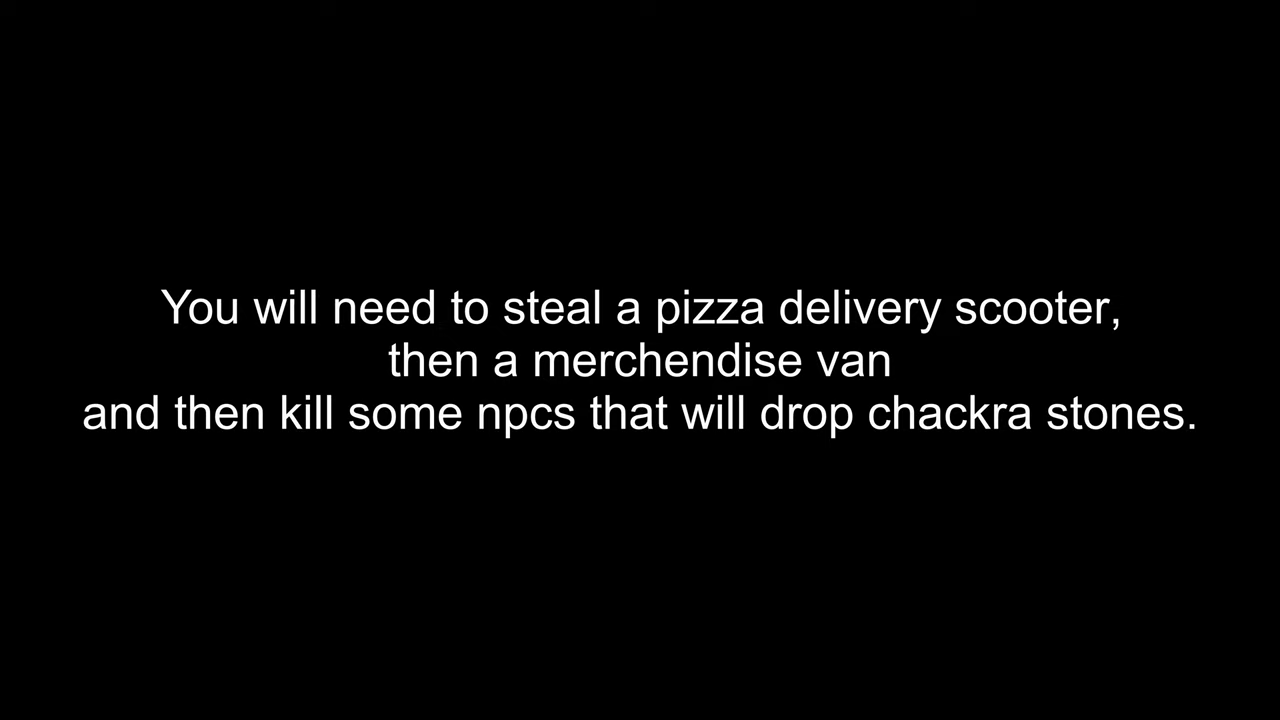 You will need to steal a pizza delivery scooter,
then a merchendise van
and then kill some npcs that will drop chackra stones.